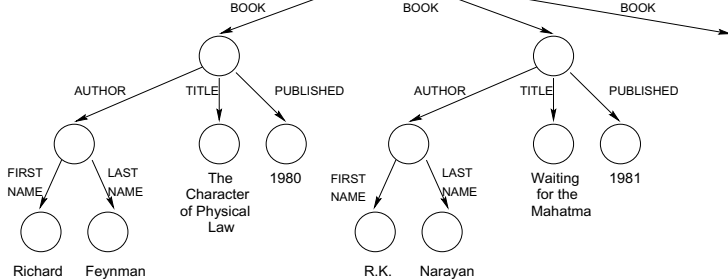 BOOK
BOOK
BOOK
AUTHOR
TITLE
PUBLISHED
AUTHOR
TITLE
PUBLISHED
FIRST
NAME
LAST
NAME
The
Character
of Physical
Law
1980
FIRST
NAME
LAST
NAME
Waiting
for the
Mahatma
1981
Richard
Feynman
R.K.
Narayan